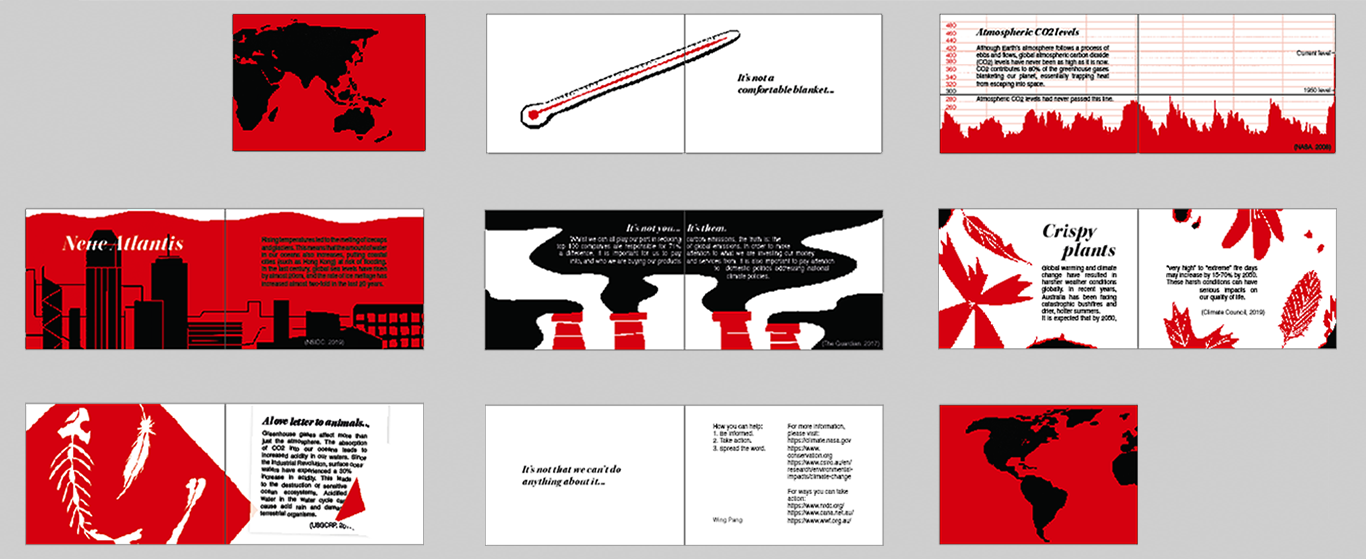 It's not a
comfortable blanket...
480
460
440
420
400
380
360
340
320
300
280
260
Atmospheric CO2 levels
Although Earth's atmosphere follows a process of
ebbs and flows, global atmospheric carbon dioxide
(CO2) levels have never been as high as it is now.
CO2 contributes to 80% of the greenhouse gases
blanketing our planet, essentially trapping heat
from escaping into space.
Atmospheric CO2 levels had never passed this line.
Current level
1950 level
(NASA, 2008)
Neue Atlantis
Rising temperatures led to the melting of icecaps
and glaciers. This means that the amount of water
in our oceans also increases, putting coastal
cities (such as Hong Kong) at risk of flooding.
In the last century, global sea levels have risen
by almost 20cm, and the rate of
increased almost two-fold in the last 20 years.
2019)
It's not you...
Whilst we can all play our part in reducing
top 100 companies are responsible for 71%
a difference, it is important for us to pay
into, and who we are buying our products
It's them.
carbon emissions, the truth is the
of global emissions. In order to make
attention to what we are investing our money
and services from. It is also important to pay attention
to domestic politics addressing national
climate policies.
(The Guardian, 2017)
Crispy
plants
Global warming and climate
change have resulted in
harsher weather conditions
globally. In recent years,
Australia has been facing
catastrophic bushfires and
drier, hotter summers.
It is expected that by 2050,
"very high" to "extreme" fire days
may increase by 15-70% by 2050.
These harsh conditions can have
serious impacts on
our quality of life.
(Climate Council, 2019)
A love letter to animals...
Greenhouse gases affect more than
just the atmosphere. The absorption
of CO2 into our oceans leads to
increased acidity in our waters. Since
the Industrial Revolution, surface ocean
waters have experienced a 30%
increase in acidity. This leads
to the destruction of sensitive
ocean ecosystems. Acidified
water in the water cycle can
cause acid rain and damage
terrestrial organisms.
(USGCRP,
It's not that we can't do
anything about it...
How you can help:
1. Be informed.
2. Take action.
3. spread the word.
Wing Pang
For more information,
please visit:
https://climate.nasa.gov
https://www.
conservation.org
https://www.csiro.au/en/
research/environmental-
impacts/climate-change
For ways you can take
action:
https://www.nrdc.org/
https://www.cana.net.au/
https://www.wwf.org.au/